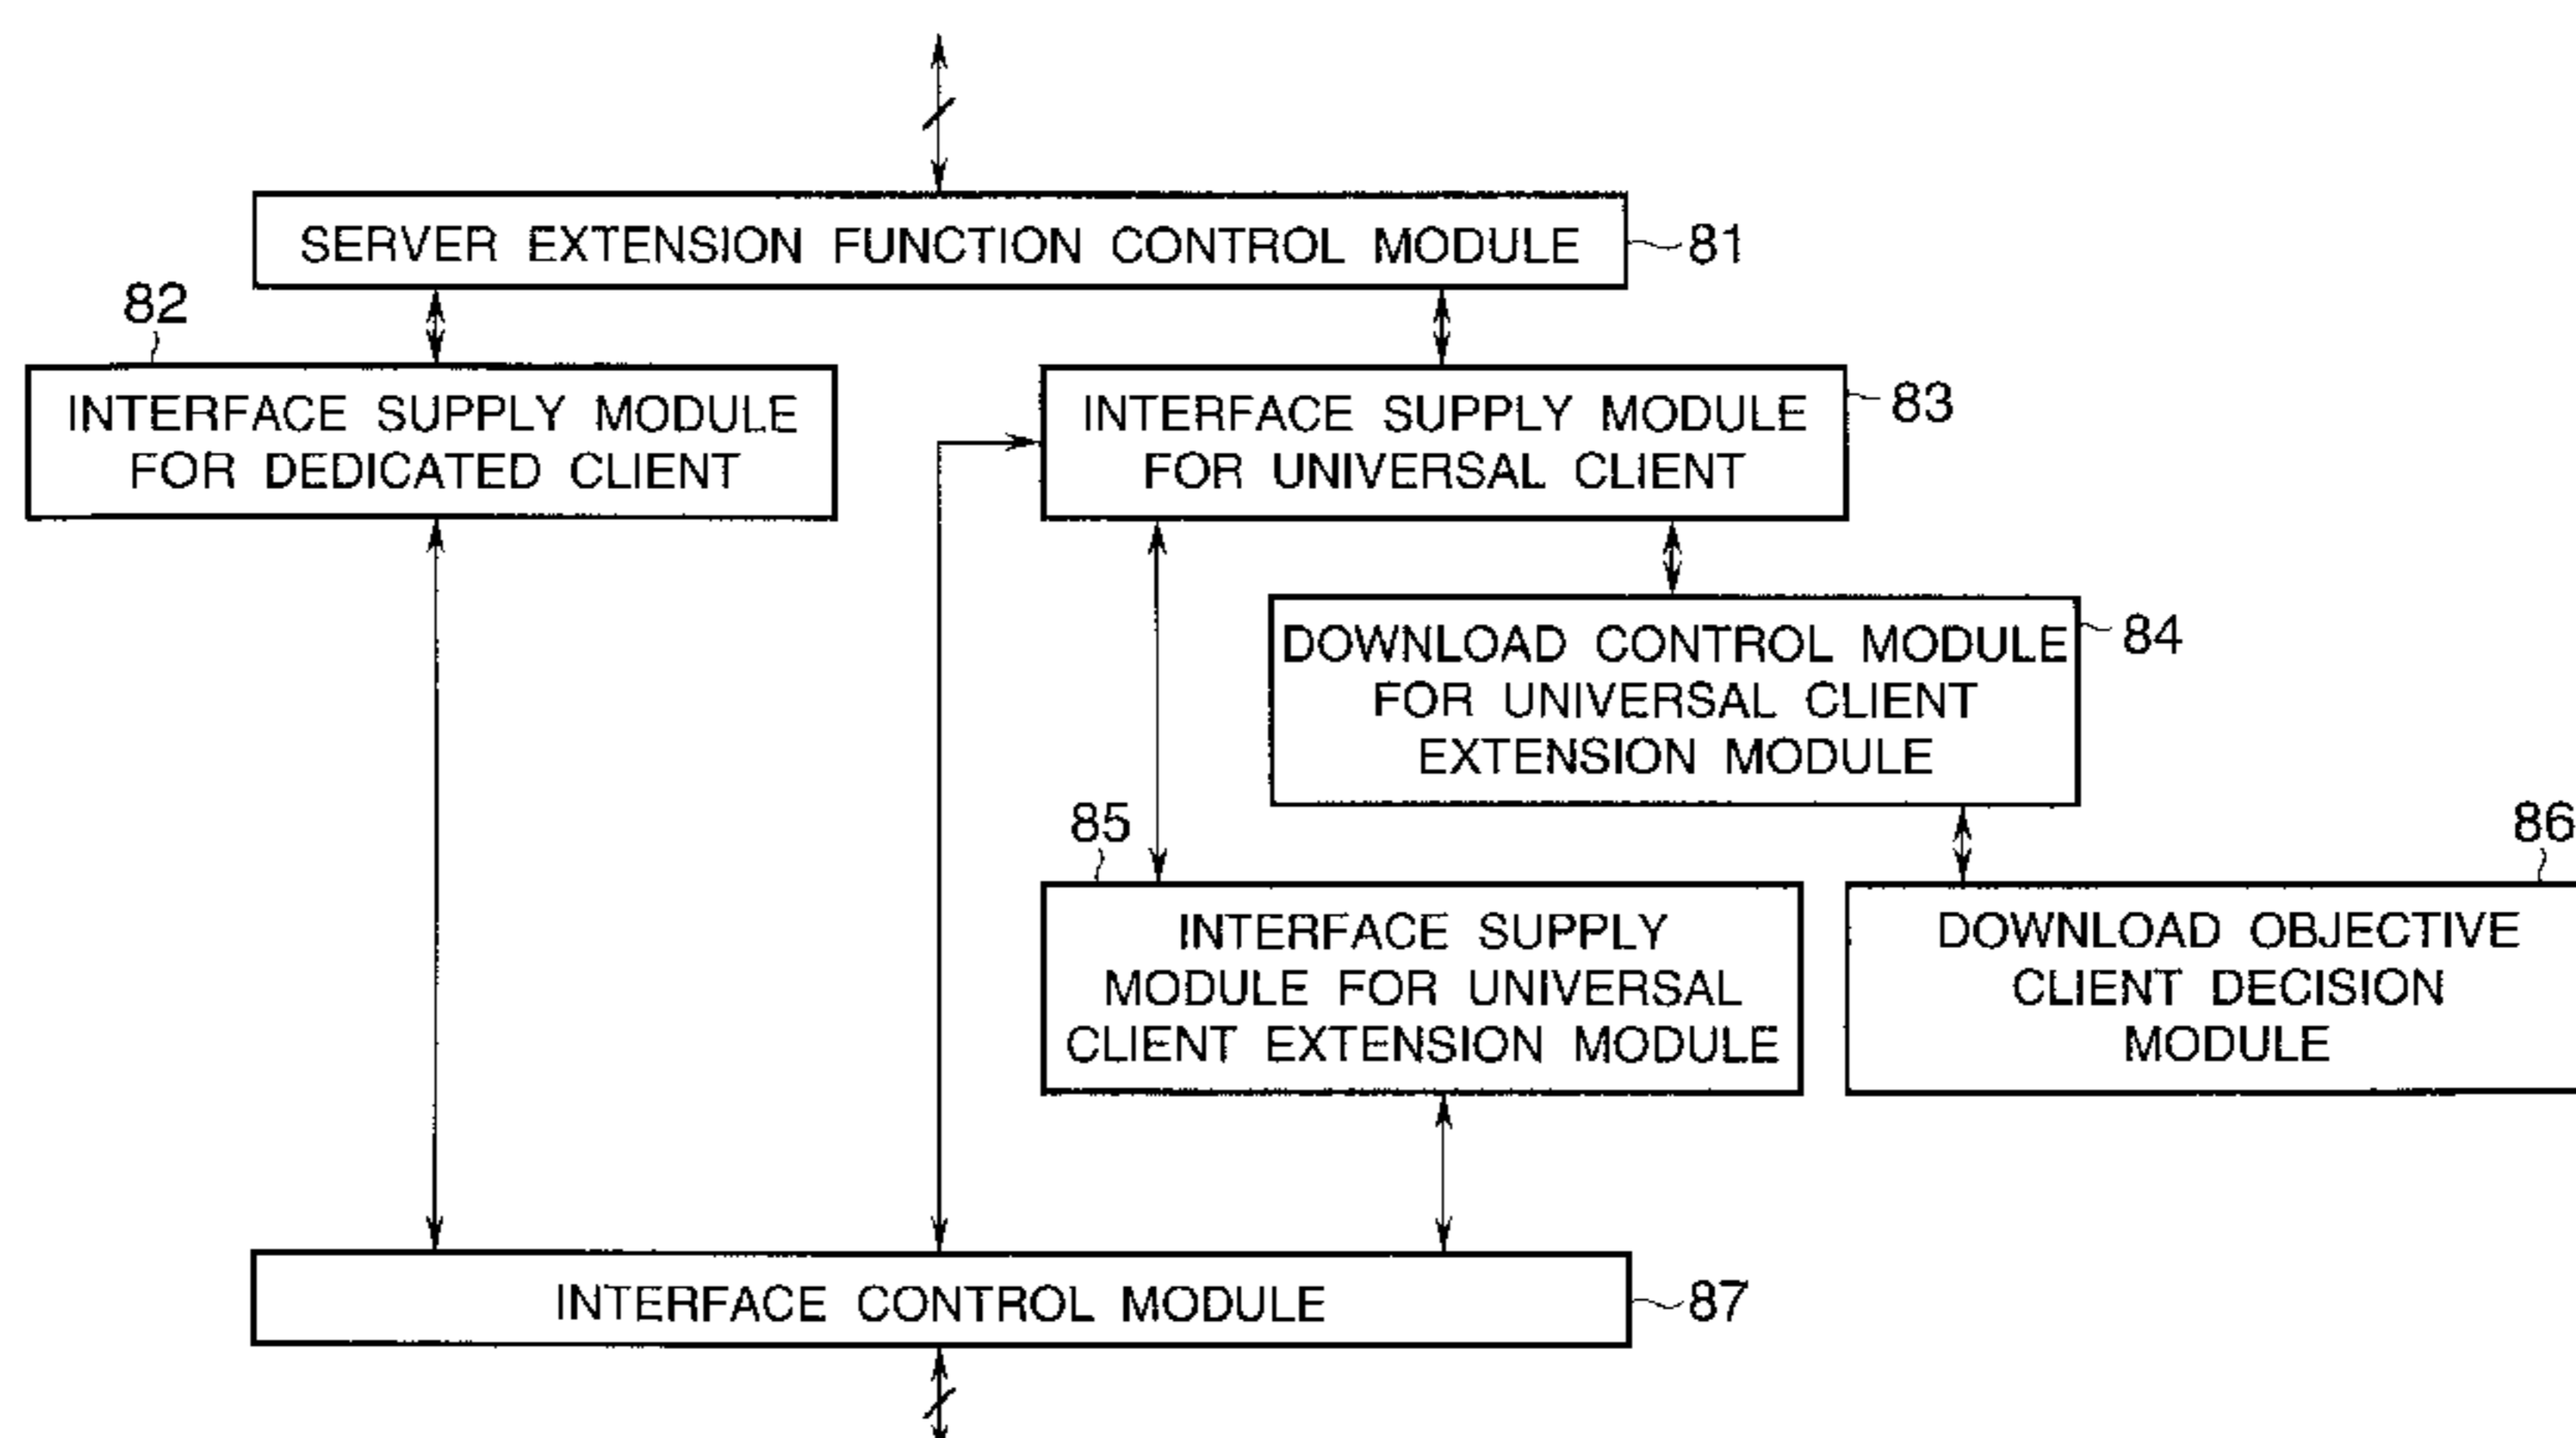 SERVER EXTENSION FUNCTION CONTROL MODULE
81
82
INTERFACE SUPPLY MODULE
FOR DEDICATED CLIENT
INTERFACE SUPPLY MODULE
FOR UNIVERSAL CLIENT
83
DOWNLOAD CONTROL MODULE
FOR UNIVERSAL CLIENT
EXTENSION MODULE
84
85
INTERFACE SUPPLY
MODULE FOR UNIVERSAL
CLIENT EXTENSION MODULE
86
DOWNLOAD OBJECTIVE
CLIENT DECISION
MODULE
INTERFACE CONTROL MODULE
87